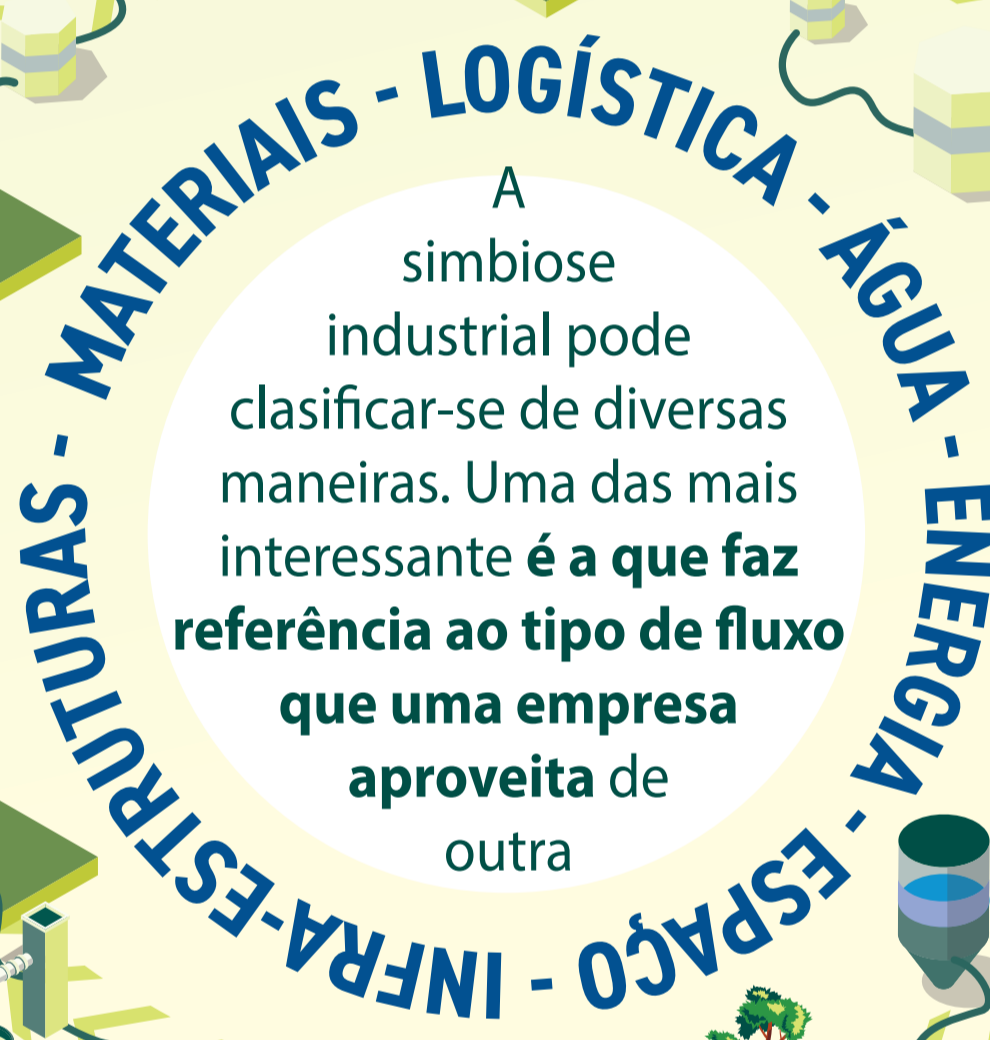 MATERIAIS - LOGÍSTICA - ÁGUA - ENERGIA - ESPAÇO - INFRA-ESTRUTURAS -
A
simbiose
industrial pode
clasificar-se de diversas
maneiras. Uma das mais
interessante é a que faz
referência ao tipo de fluxo
que uma empresa
aproveita de
outra